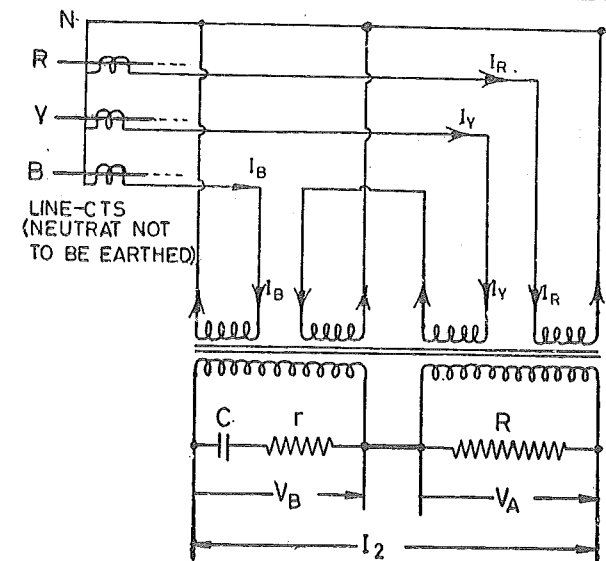 N
R
I_R
Y
I_Y
B
I_B
LINE-CTS
(NEUTRAT NOT
TO BE EARTHED)
I_B
I_Y
I_R
C
r
R
V_B
V_A
I_2